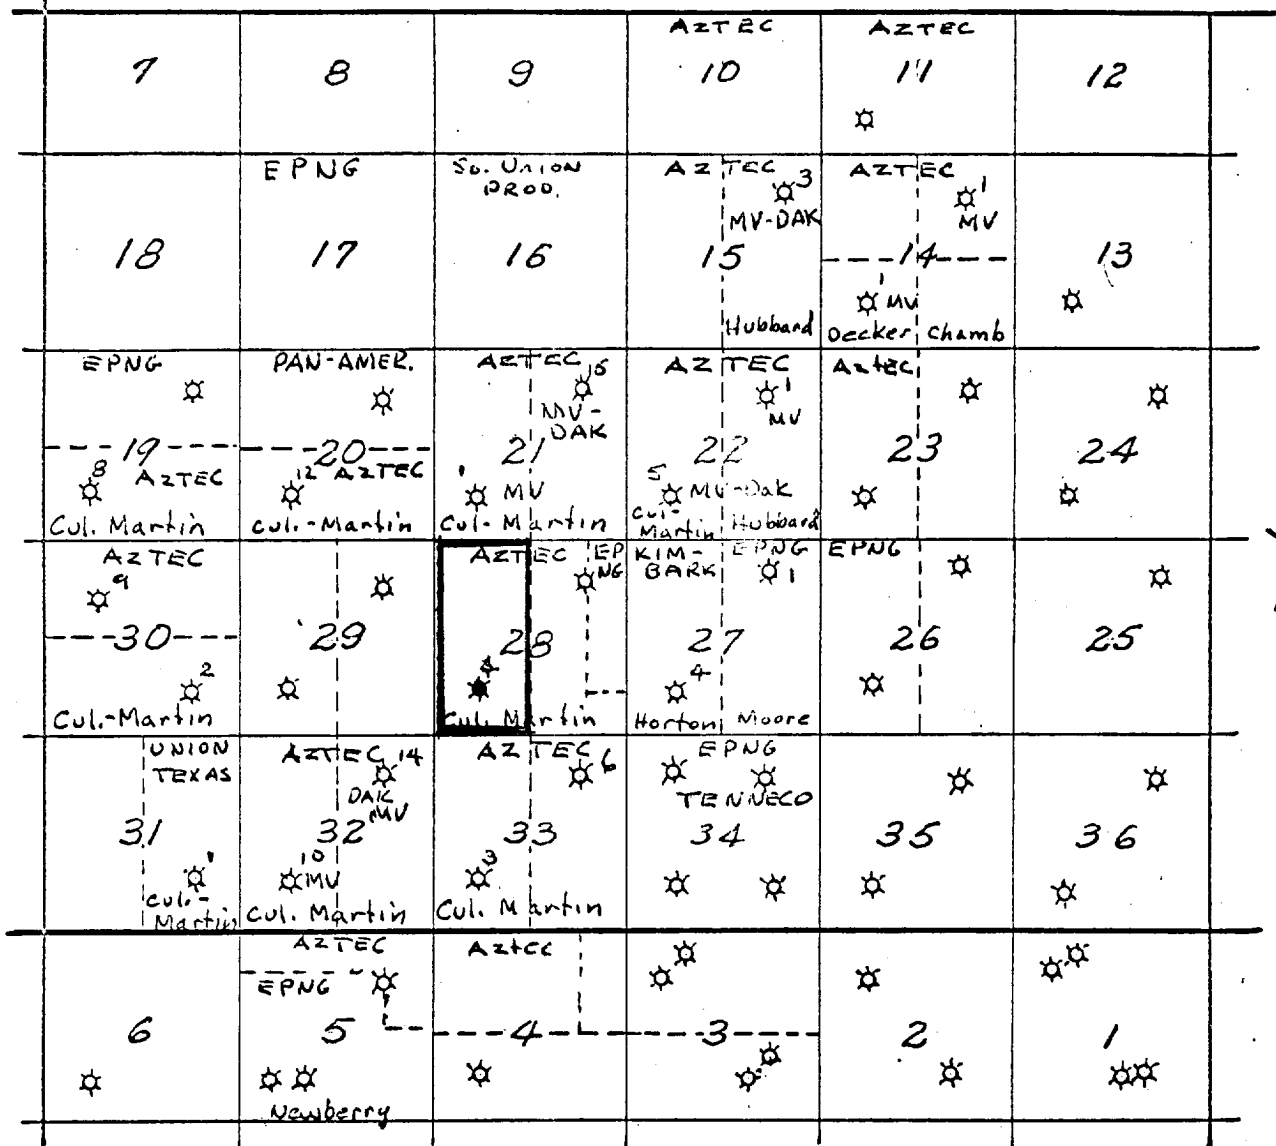 7
8
9
AZTEC
10
AZTEC
11
12
18
EPNG
17
So. UNION
PROD.
16
AZTEC
3
MV-DAK
15
Hubbard
AZTEC
1
MV
14
1
MV
Decker Chamb
13
EPNG
19
8
AZTEC
Cul. Martin
PAN-AMER.
20
12 AZTEC
Cul.-Martin
AZTEC
15
MV-
DAK
21
1
MV
Cul- Martin
AZTEC
1
MV
22
5
MV-Dak
Cul-
Martin
Hubbard
Aztec
23
24
AZTEC
9
30
2
Cul.-Martin
29
AZTEC
EP
NG
28
Cul. Martin
KIM-
BARK
EPNG
1
27
4
Horton Moore
EPNG
26
25
UNION
TEXAS
31
1
Cul.-
Martin
AZTEC 14
DAK
MV
32
10
MV
Cul. Martin
AZTEC
6
33
3
Cul. Martin
EPNG
TENNECO
34
35
36
6
AZTEC
EPNG
5
Newberry
Aztec
4
3
2
1